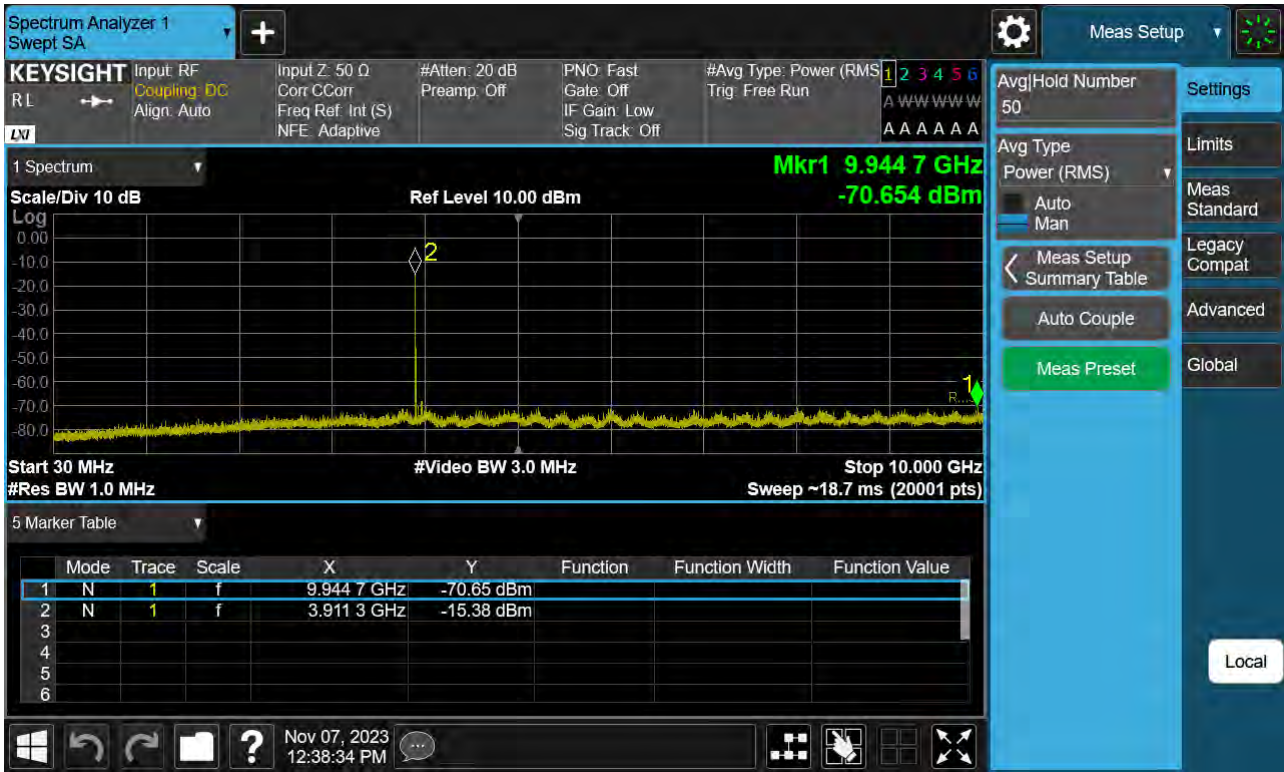 Spectrum Analyzer 1
Swept SA
+
Meas Setup
KEYSIGHT
RL
LXI
Input: RF
Coupling: DC
Align: Auto
Input Z: 50 Ω
Corr CCorr
Freq Ref: Int (S)
NFE: Adaptive
#Atten: 20 dB
Preamp: Off
PNO: Fast
Gate: Off
IF Gain: Low
Sig Track: Off
#Avg Type: Power (RMS
Trig: Free Run
1 2 3 4 5 6
A W W W W W
A A A A A A
1 Spectrum
Mkr1 9.944 7 GHz
Scale/Div 10 dB
Ref Level 10.00 dBm
-70.654 dBm
Log
0.00
-10.0
-20.0
-30.0
-40.0
-50.0
-60.0
-70.0
-80.0
2
1
R...
Start 30 MHz
#Video BW 3.0 MHz
Stop 10.000 GHz
#Res BW 1.0 MHz
Sweep ~18.7 ms (20001 pts)
5 Marker Table
Mode Trace Scale X Y Function Function Width Function Value
1 N 1 f 9.944 7 GHz -70.65 dBm
2 N 1 f 3.911 3 GHz -15.38 dBm
3
4
5
6
Avg|Hold Number
50
Avg Type
Power (RMS)
Auto
Man
Meas Setup
Summary Table
Auto Couple
Meas Preset
Settings
Limits
Meas
Standard
Legacy
Compat
Advanced
Global
Local
?
Nov 07, 2023
12:38:34 PM